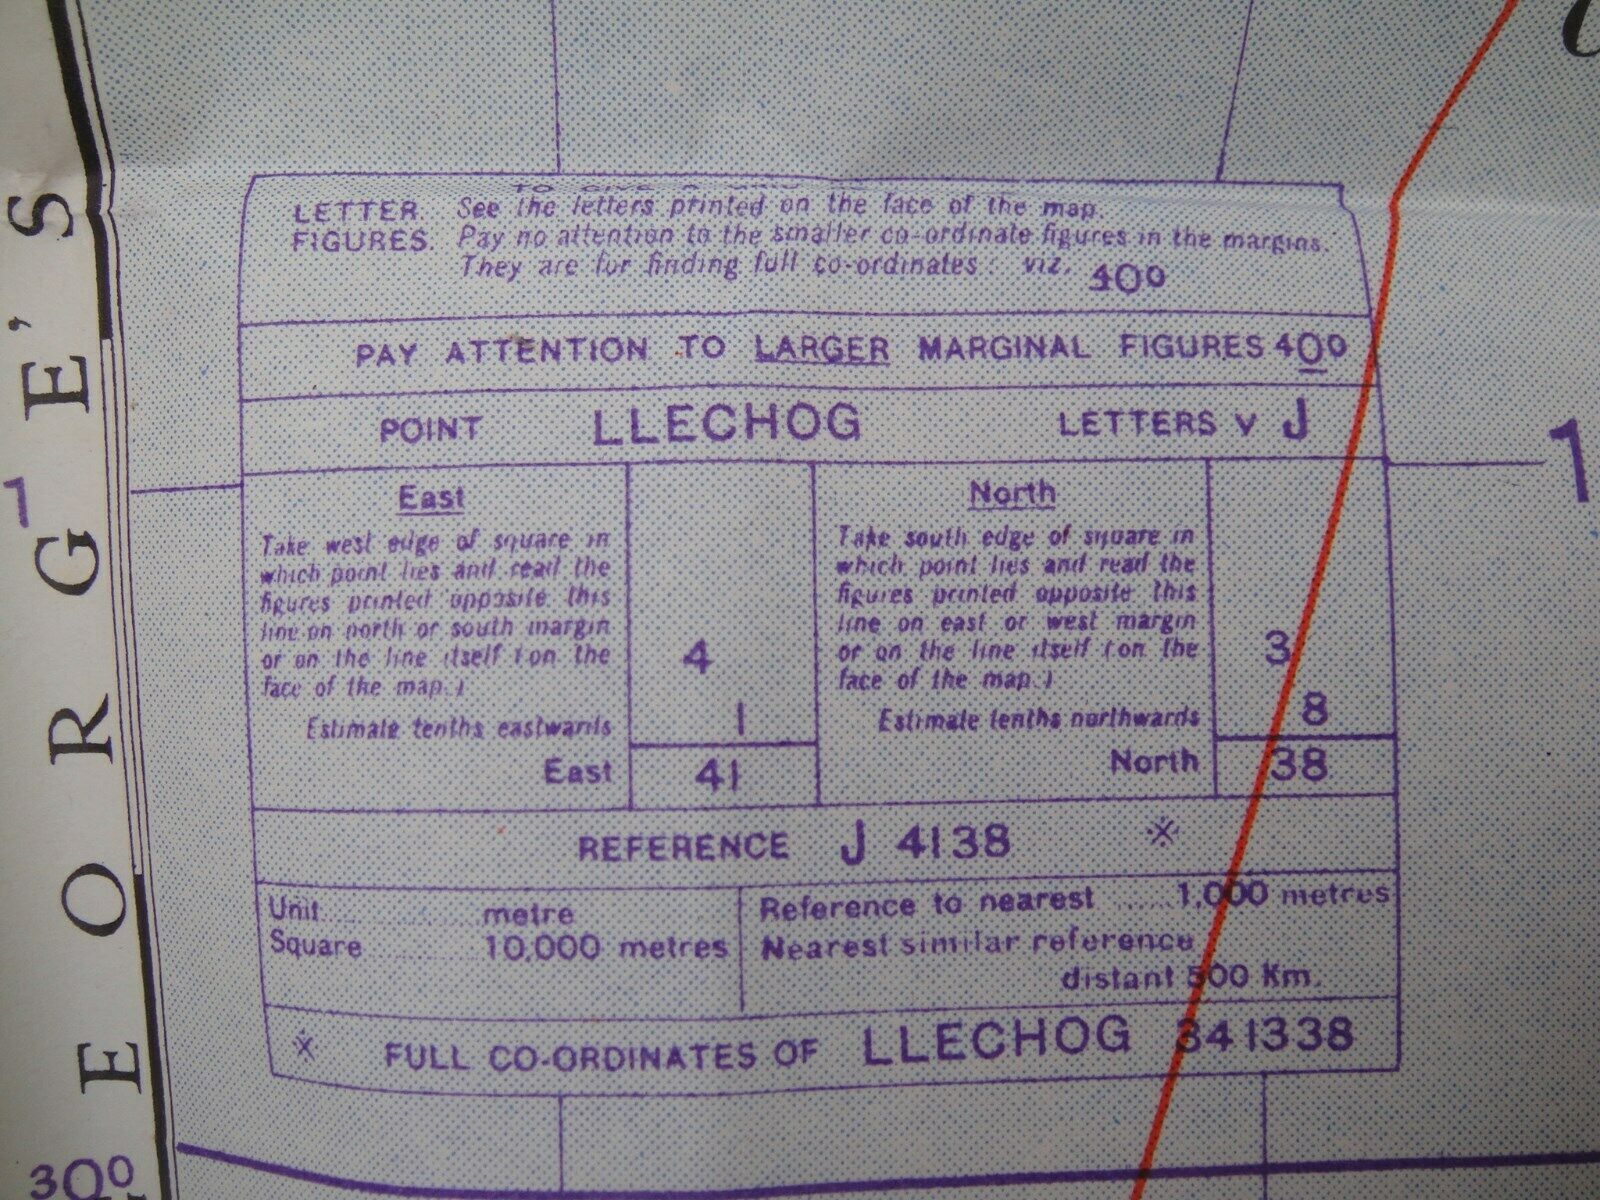 LETTER. See the letters printed on the face of the map.
FIGURES. Pay no attention to the smaller co-ordinate figures in the margins.
They are for finding full co-ordinates: viz. 400
PAY ATTENTION TO LARGER MARGINAL FIGURES 400
POINT LLECHOG LETTERS V J
East
Take west edge of square in
which point lies and read the
figures printed opposite this
line on north or south margin
or on the line itself (on the
face of the map.)
4
Estimate tenths eastwards 1
East 41
North
Take south edge of square in
which point lies and read the
figures printed opposite this
line on east or west margin
or on the line itself (on the
face of the map.)
3
Estimate tenths northwards 8
North 38
REFERENCE J 4138 ※
Unit............metre
Square............10,000 metres
Reference to nearest ......1,000 metres
Nearest similar reference
distant 500 Km.
※ FULL CO-ORDINATES OF LLECHOG 341338
1
1
EORGE'S
300